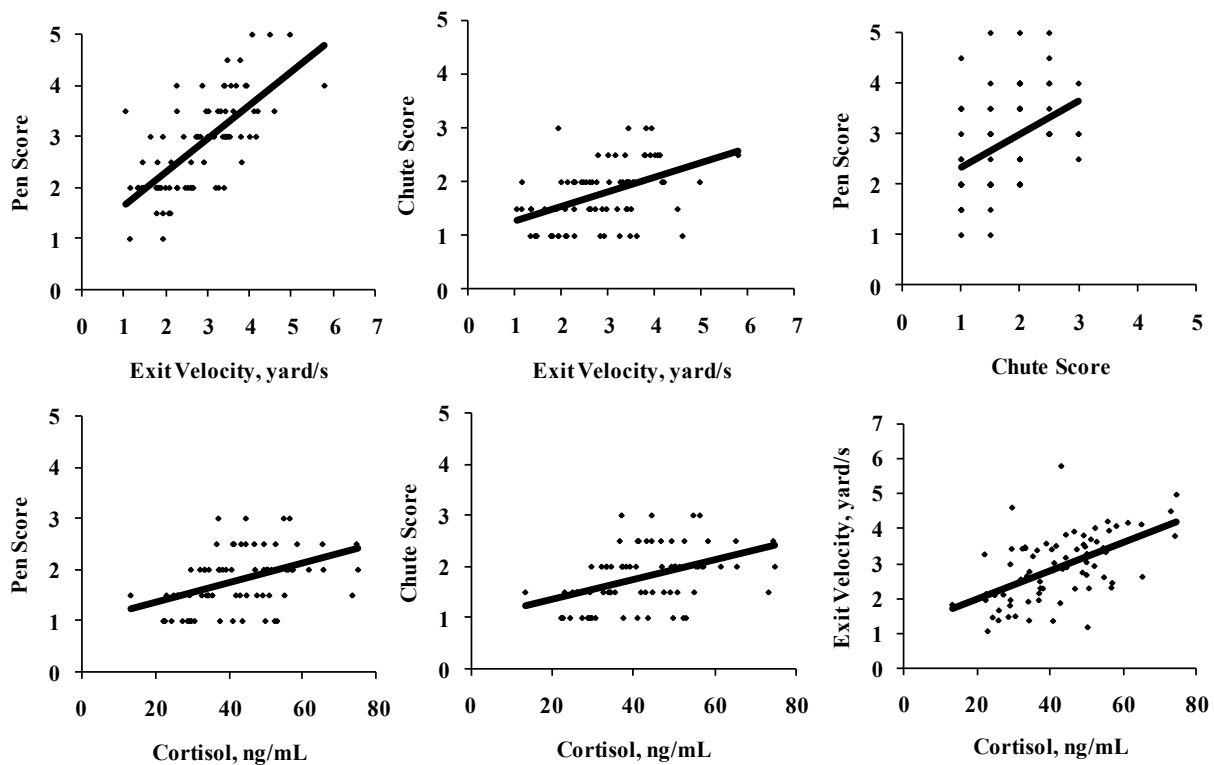 Pen Score
5
4
3
2
1
0
0 1 2 3 4 5 6 7
Exit Velocity, yard/s
Chute Score
5
4
3
2
1
0
0 1 2 3 4 5 6 7
Exit Velocity, yard/s
Pen Score
5
4
3
2
1
0
0 1 2 3 4 5
Chute Score
Pen Score
5
4
3
2
1
0
0 20 40 60 80
Cortisol, ng/mL
Chute Score
5
4
3
2
1
0
0 20 40 60 80
Cortisol, ng/mL
Exit Velocity, yard/s
7
6
5
4
3
2
1
0
0 20 40 60 80
Cortisol, ng/mL